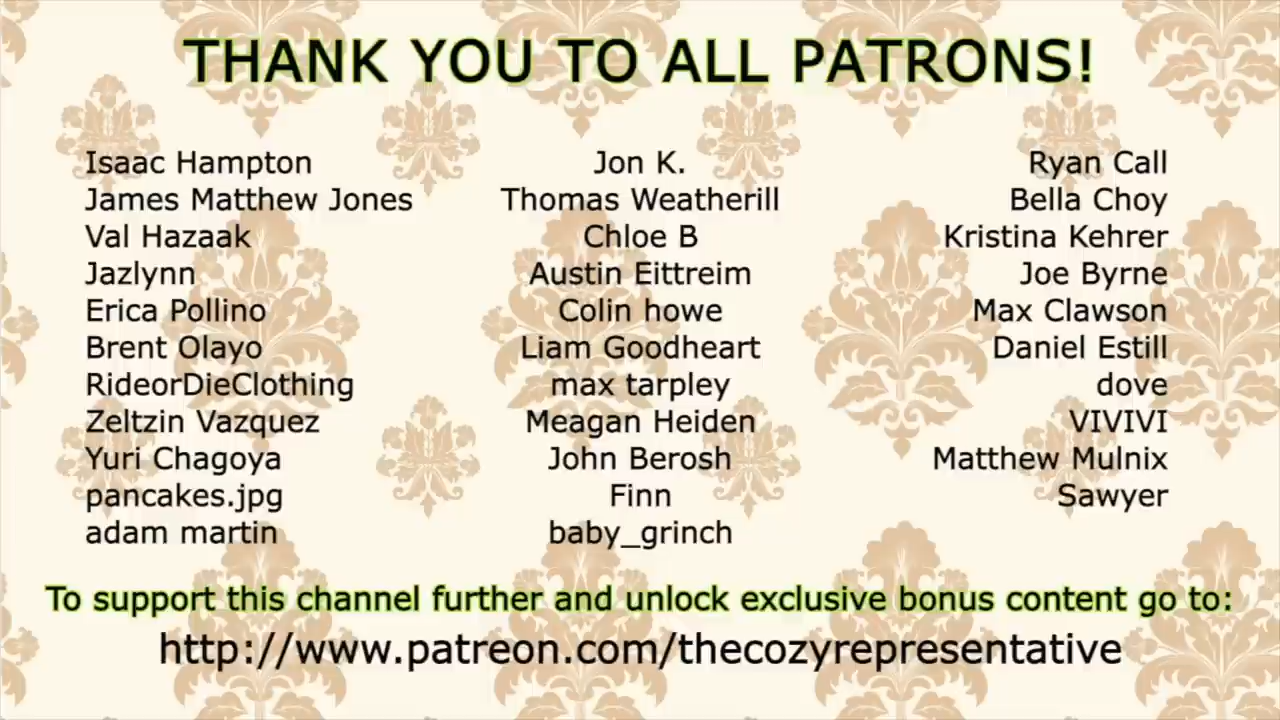 THANK YOU TO ALL PATRONS!
Isaac Hampton
James Matthew Jones
Val Hazaak
Jazlynn
Erica Pollino
Brent Olayo
RideorDieClothing
Zeltzin Vazquez
Yuri Chagoya
pancakes.jpg
adam martin
Jon K.
Thomas Weatherill
Chloe B
Austin Eittreim
Colin howe
Liam Goodheart
max tarpley
Meagan Heiden
John Berosh
Finn
baby_grinch
Ryan Call
Bella Choy
Kristina Kehrer
Joe Byrne
Max Clawson
Daniel Estill
dove
VIVIVI
Matthew Mulnix
Sawyer
To support this channel further and unlock exclusive bonus content go to:
http://www.patreon.com/thecozyrepresentative